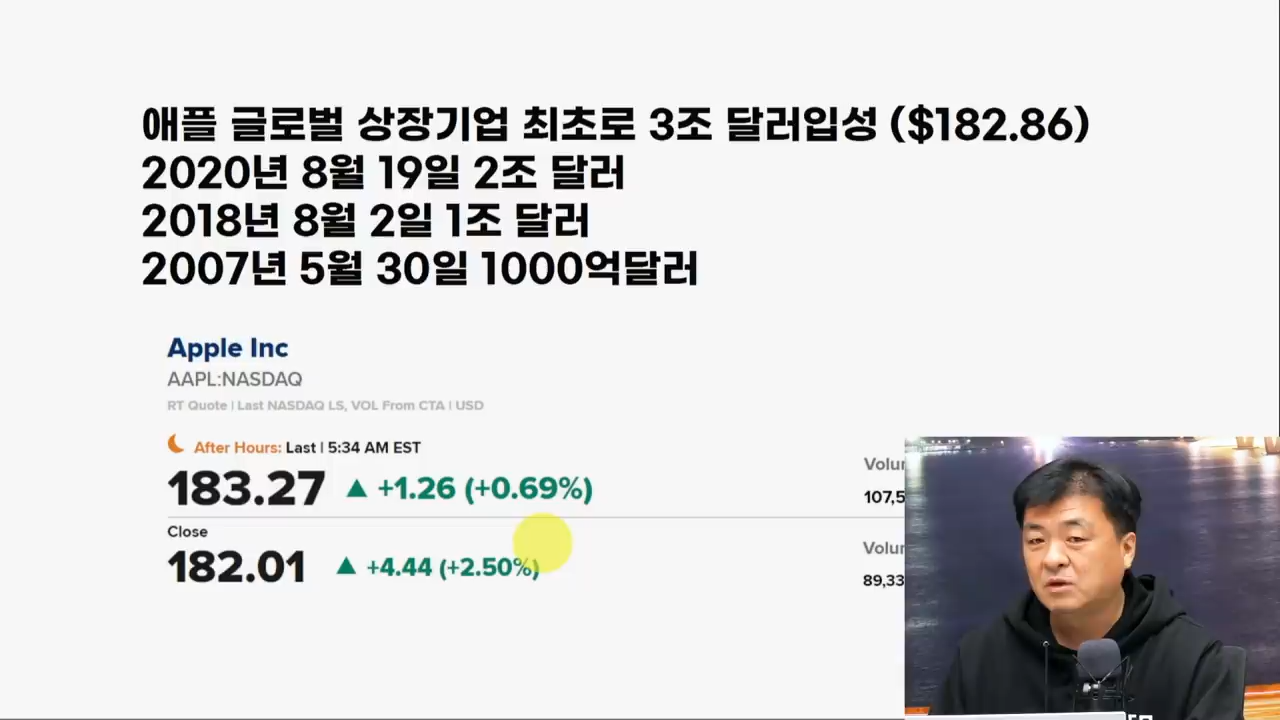 애플 글로벌 상장기업 최초로 3조 달러입성 ($182.86)
2020년 8월 19일 2조 달러
2018년 8월 2일 1조 달러
2007년 5월 30일 1000억달러
Apple Inc
AAPL:NASDAQ
RT Quote | Last NASDAQ LS, VOL From CTA | USD
After Hours: Last | 5:34 AM EST
183.27 ▲ +1.26 (+0.69%)
Close
182.01 ▲ +4.44 (+2.50%)